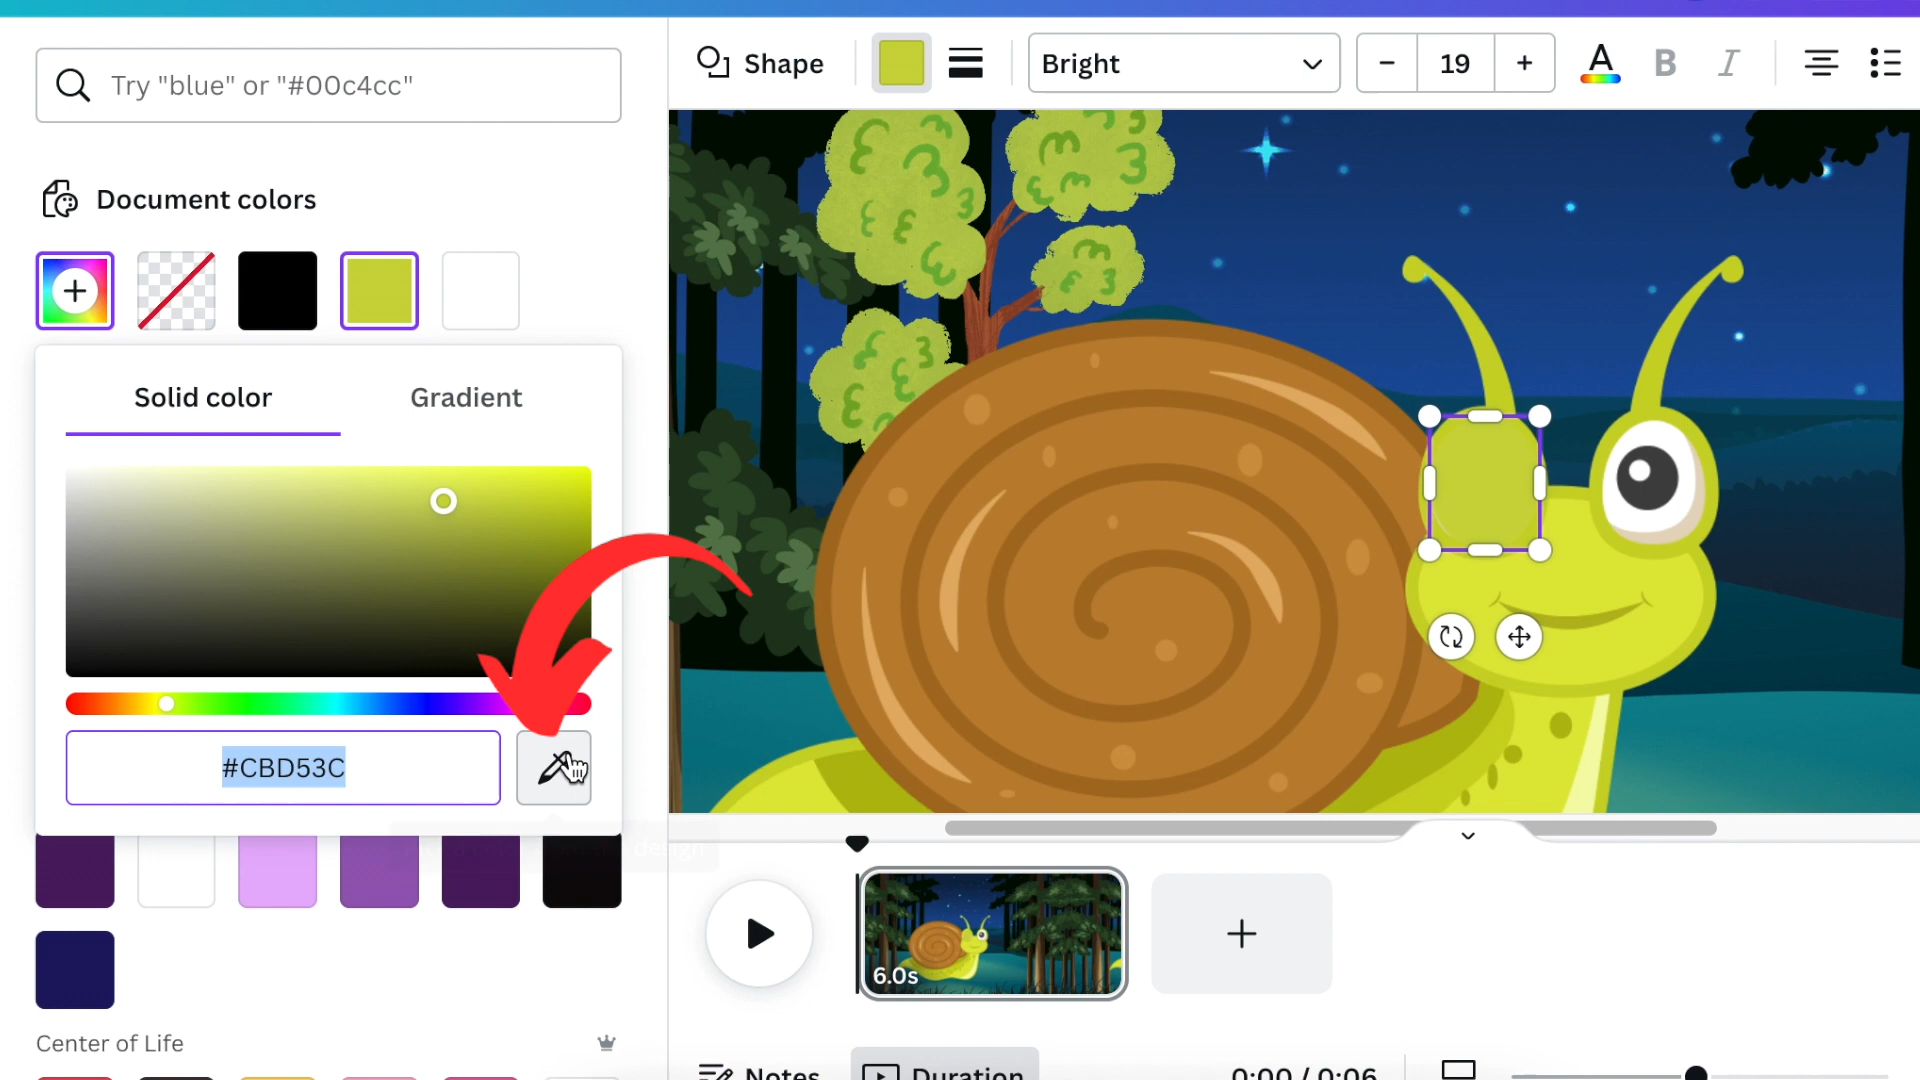 Try "blue" or "#00c4cc"
Shape
Bright
19
A
B
I
Document colors
Solid color
Gradient
#CBD53C
design
6.0s
Center of Life
Notes
Duration
0:00 / 0:06